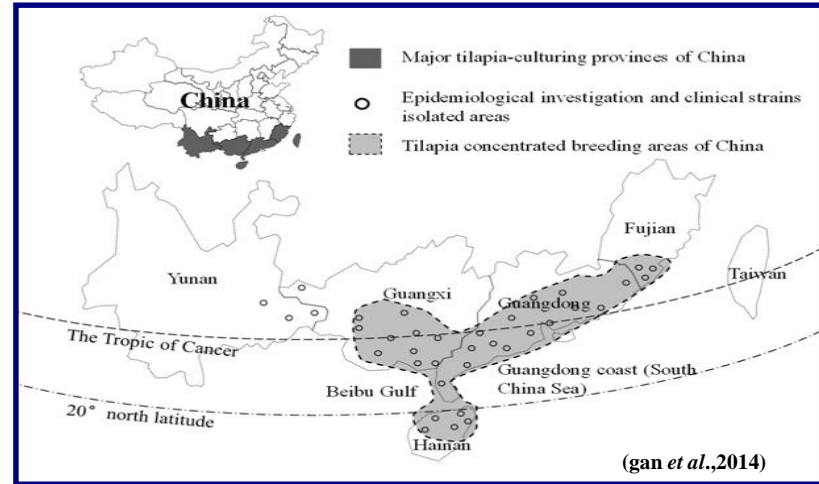 China
Major tilapia-culturing provinces of China
Epidemiological investigation and clinical strains
isolated areas
Tilapia concentrated breeding areas of China
Fujian
Yunan
Taiwan
Guangxi
Guangdong
The Tropic of Cancer
Guangdong coast (South
China Sea)
Beibu Gulf
20° north latitude
Hainan
(gan et al.,2014)